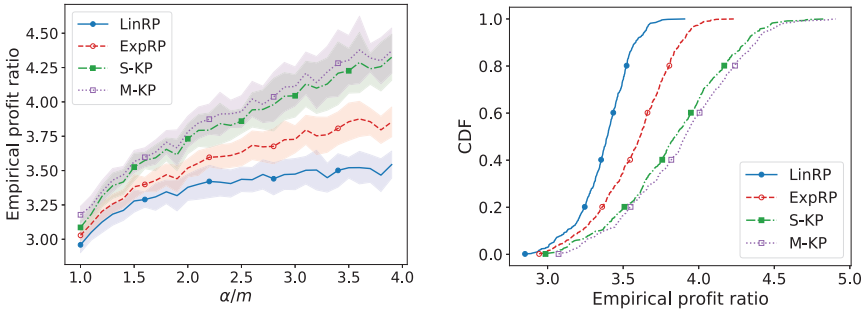 LinRP
ExpRP
S-KP
M-KP
Empirical profit ratio
4.50
4.25
4.00
3.75
3.50
3.25
3.00
1.0 1.5 2.0 2.5 3.0 3.5 4.0
α/m
CDF
1.0
0.8
0.6
0.4
0.2
0.0
LinRP
ExpRP
S-KP
M-KP
3.0 3.5 4.0 4.5 5.0
Empirical profit ratio